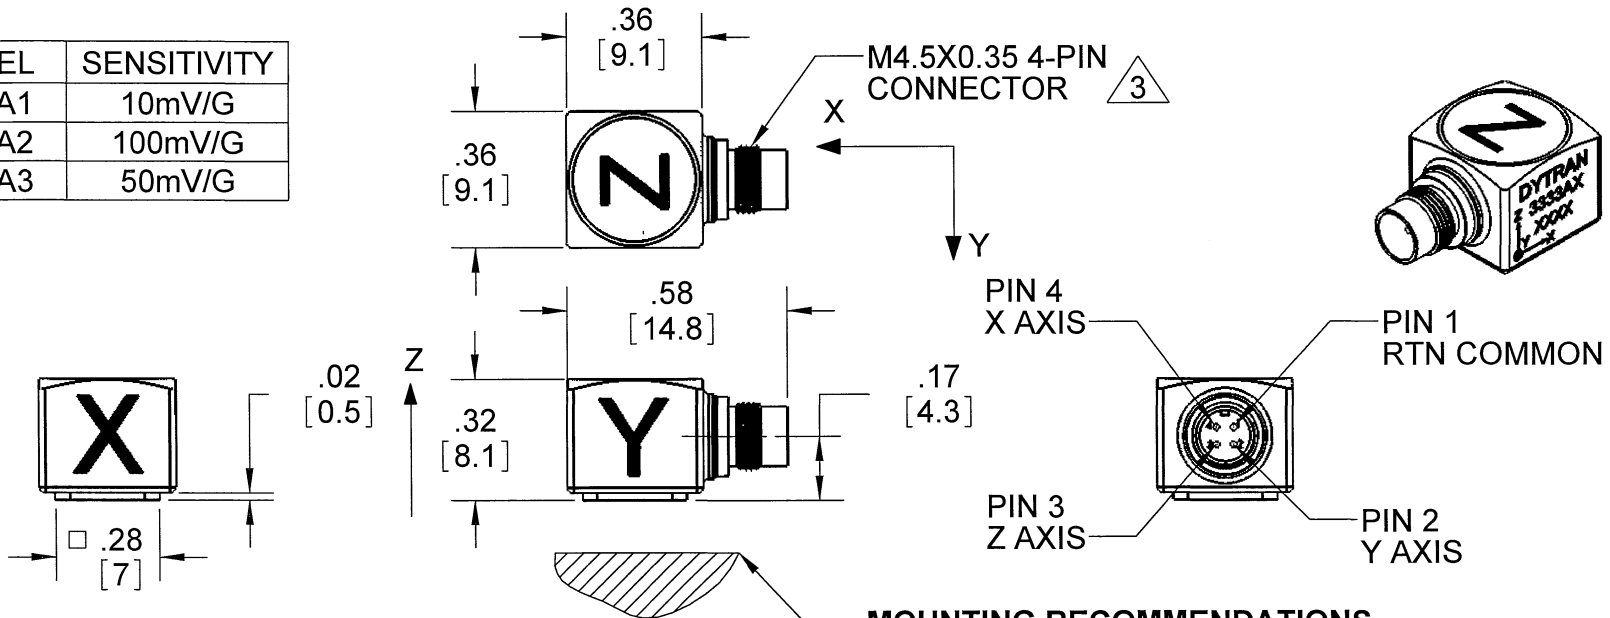 EL SENSITIVITY
A1 10mV/G
A2 100mV/G
A3 50mV/G
.36
[9.1]
M4.5X0.35 4-PIN
CONNECTOR
3
X
Y
.36
[9.1]
Z
DYTRAN
3333AX
XXXX
Z
Y
X
.58
[14.8]
PIN 4
X AXIS
PIN 1
RTN COMMON
.02
[0.5]
Z
.17
[4.3]
.32
[8.1]
X
Y
.28
[7]
PIN 3
Z AXIS
PIN 2
Y AXIS
MOUNTING RECOMMENDATIONS